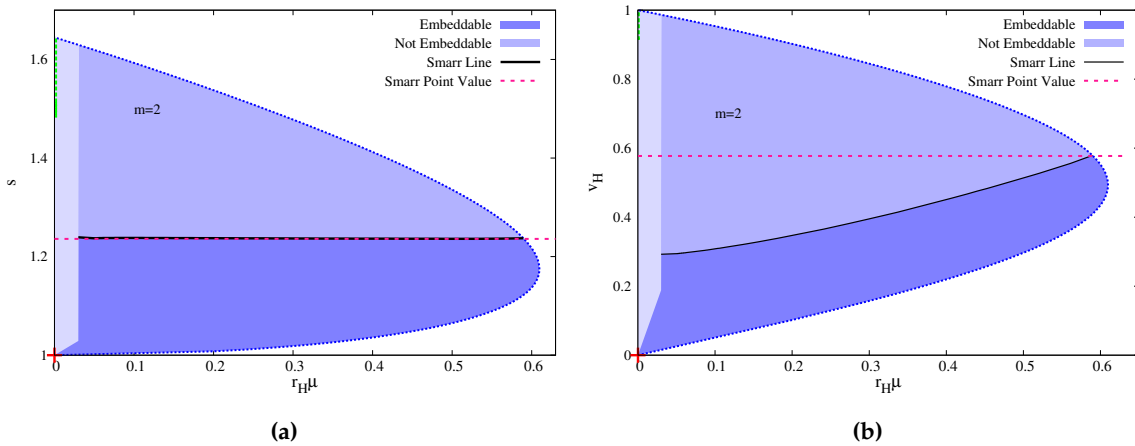 Embeddable
Not Embeddable
Smarr Line
Smarr Point Value
m=2
s
1.6
1.4
1.2
1
0 0.1 0.2 0.3 0.4 0.5 0.6
r_Hμ
(a)
Embeddable
Not Embeddable
Smarr Line
Smarr Point Value
m=2
v_H
1
0.8
0.6
0.4
0.2
0
0 0.1 0.2 0.3 0.4 0.5 0.6
r_Hμ
(b)